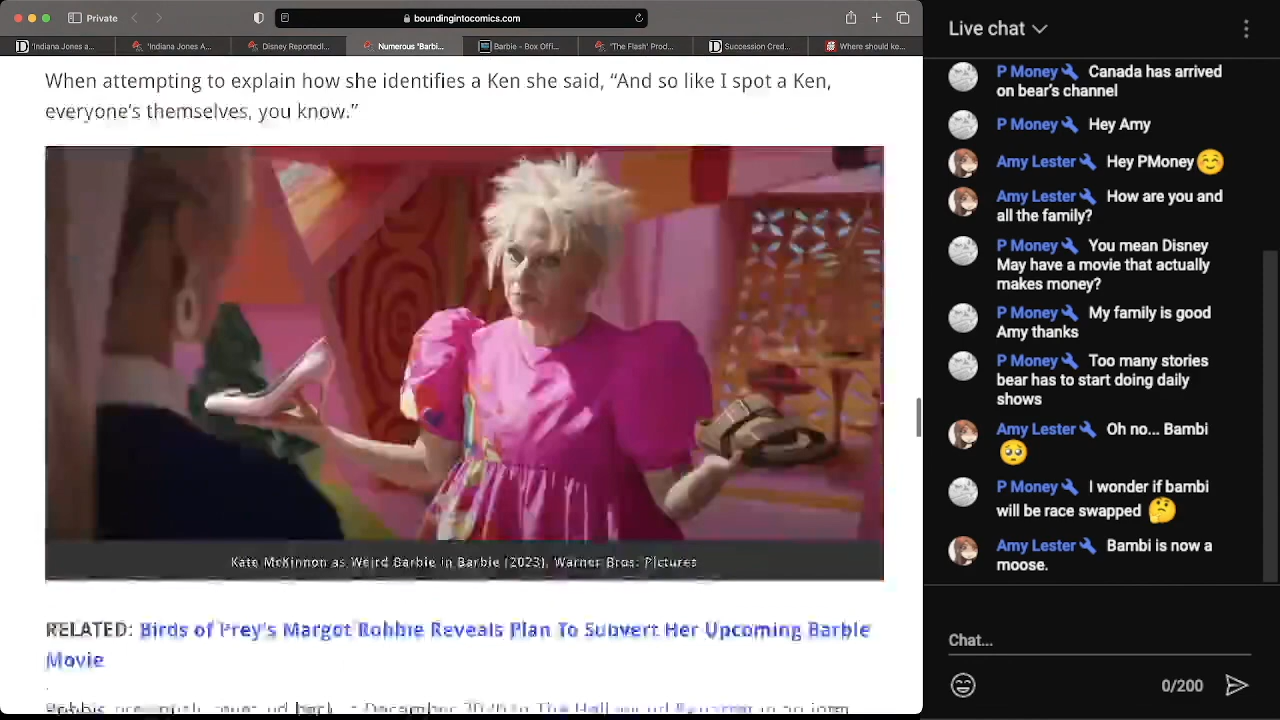 Private
boundingintocomics.com
'Indiana Jones a...
'Indiana Jones A...
Disney Reportedl...
Numerous "Barbi...
Barbie - Box Offi...
'The Flash' Prod...
Succession Cred...
Where should ke...
When attempting to explain how she identifies a Ken she said, “And so like I spot a Ken,
everyone’s themselves, you know.”
Kate McKinnon as Weird Barbie in Barbie (2023), Warner Bros. Pictures
RELATED: Birds of Prey's Margot Robbie Reveals Plan To Subvert Her Upcoming Barbie
Movie
Live chat
P Money Canada has arrived
on bear's channel
P Money Hey Amy
Amy Lester Hey PMoney
Amy Lester How are you and
all the family?
P Money You mean Disney
May have a movie that actually
makes money?
P Money My family is good
Amy thanks
P Money Too many stories
bear has to start doing daily
shows
Amy Lester Oh no... Bambi
P Money I wonder if bambi
will be race swapped
Amy Lester Bambi is now a
moose.
Chat...
0/200